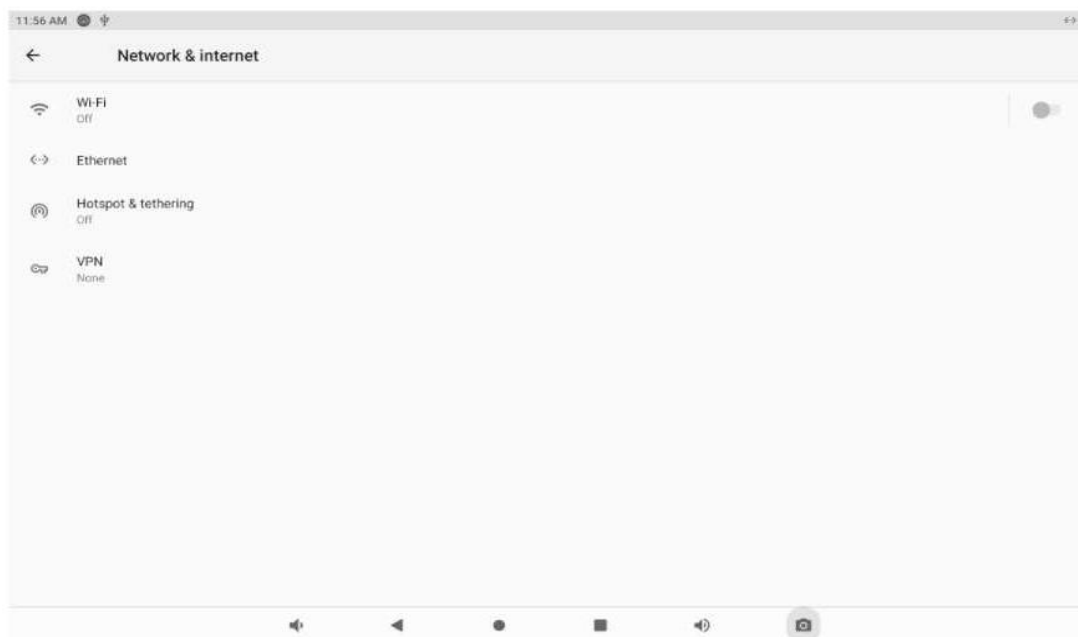 11:56 AM
Network & internet
Wi-Fi
Off
Ethernet
Hotspot & tethering
Off
VPN
None